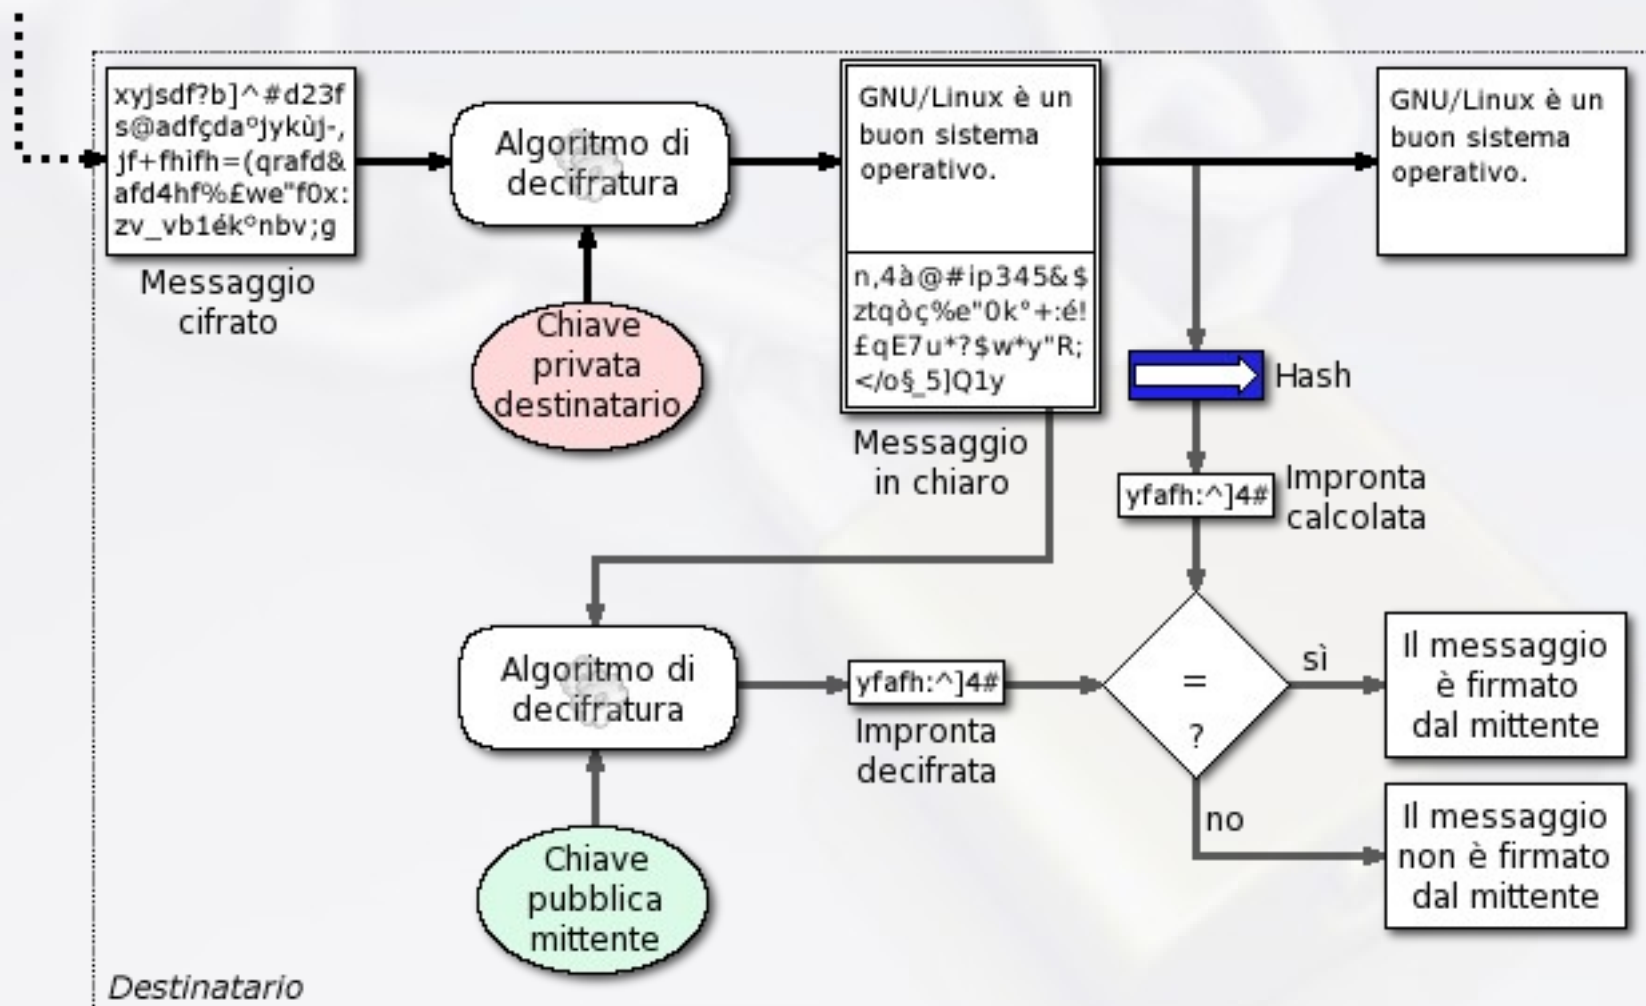 xyjsdf?b]^#d23f
s@adfçda°jykùj-,
jf+fhìfh=(qrafd&
afd4hf%£we"f0x:
zv_vb1ék°nbv;g
Messaggio
cifrato
Algoritmo di
decifratura
Chiave
privata
destinatario
GNU/Linux è un
buon sistema
operativo.
n,4à@#ip345&$
ztqòç%e"0k°+:é!
£qE7u*?$w*y"R;
</o§_5]Q1y
Messaggio
in chiaro
GNU/Linux è un
buon sistema
operativo.
Hash
yfafh:^]4#
Impronta
calcolata
Algoritmo di
decifratura
Chiave
pubblica
mittente
yfafh:^]4#
Impronta
decifrata
=
?
sì
Il messaggio
è firmato
dal mittente
no
Il messaggio
non è firmato
dal mittente
Destinatario